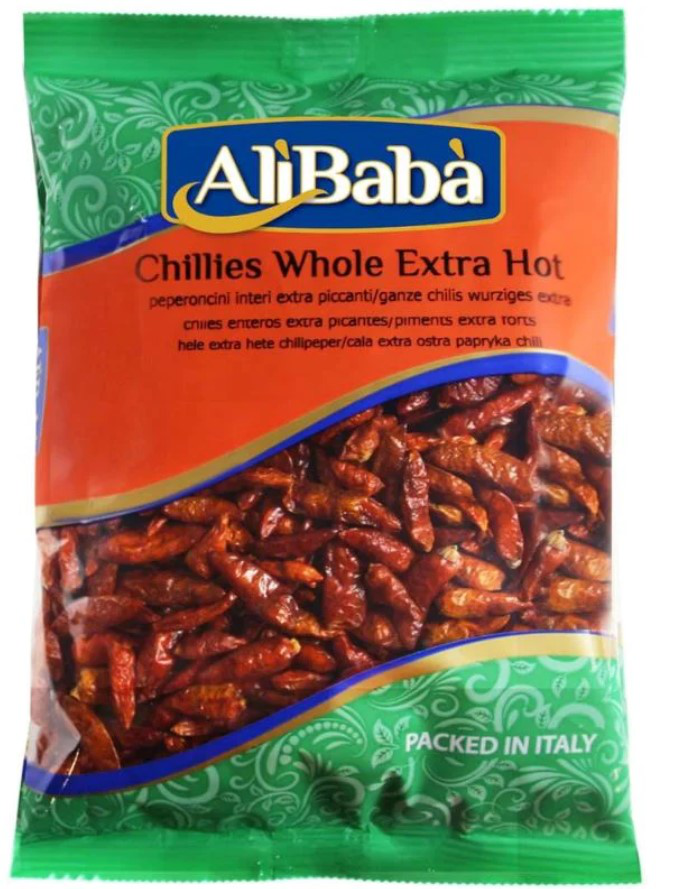 AlìBabà
Chillies Whole Extra Hot
peperoncini interi extra piccanti/ganze chilis wurziges extra
chiles enteros extra picantes/piments extra forts
hele extra hete chilipeper/cala extra ostra papryka chili
PACKED IN ITALY